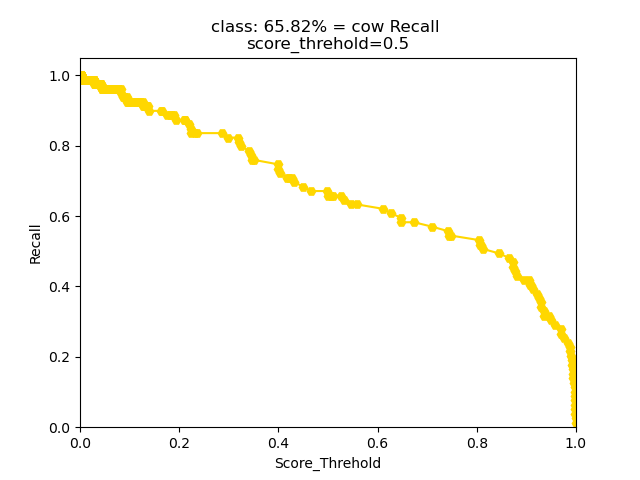 class: 65.82% = cow Recall
score_threhold=0.5
Recall
1.0
0.8
0.6
0.4
0.2
0.0
0.0 0.2 0.4 0.6 0.8 1.0
Score_Threhold